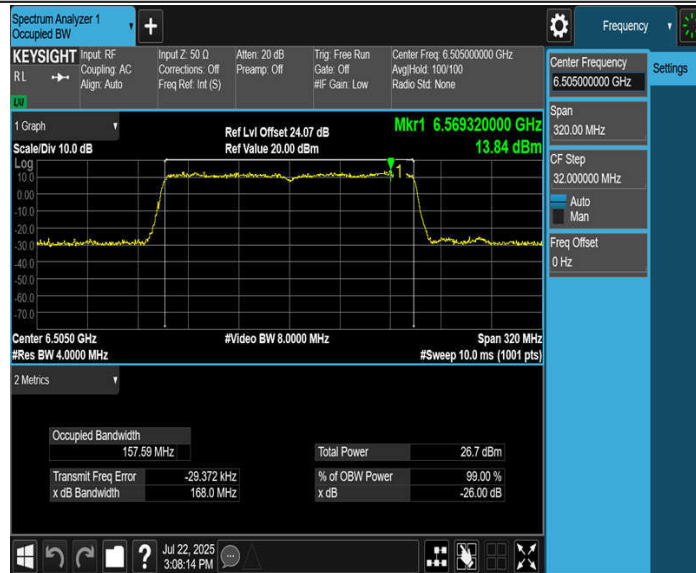 Spectrum Analyzer 1
Occupied BW
+
Frequency
KEYSIGHT
RL
LXI
Input: RF
Coupling: AC
Align: Auto
Input Z: 50 Ω
Corrections: Off
Freq Ref: Int (S)
Atten: 20 dB
Preamp: Off
Trig: Free Run
Gate: Off
#IF Gain: Low
Center Freq: 6.505000000 GHz
Avg|Hold: 100/100
Radio Std: None
Center Frequency
6.505000000 GHz
Settings
Span
320.00 MHz
CF Step
32.000000 MHz
Auto
Man
Freq Offset
0 Hz
1 Graph
Scale/Div 10.0 dB
Ref Lvl Offset 24.07 dB
Ref Value 20.00 dBm
Mkr1 6.569320000 GHz
13.84 dBm
Log
10.0
0.00
-10.0
-20.0
-30.0
-40.0
-50.0
-60.0
-70.0
1
Center 6.5050 GHz
#Video BW 8.0000 MHz
Span 320 MHz
#Res BW 4.0000 MHz
#Sweep 10.0 ms (1001 pts)
2 Metrics
Occupied Bandwidth
157.59 MHz
Total Power 26.7 dBm
Transmit Freq Error -29.372 kHz
% of OBW Power 99.00 %
x dB Bandwidth 168.0 MHz
x dB -26.00 dB
?
Jul 22, 2025
3:08:14 PM